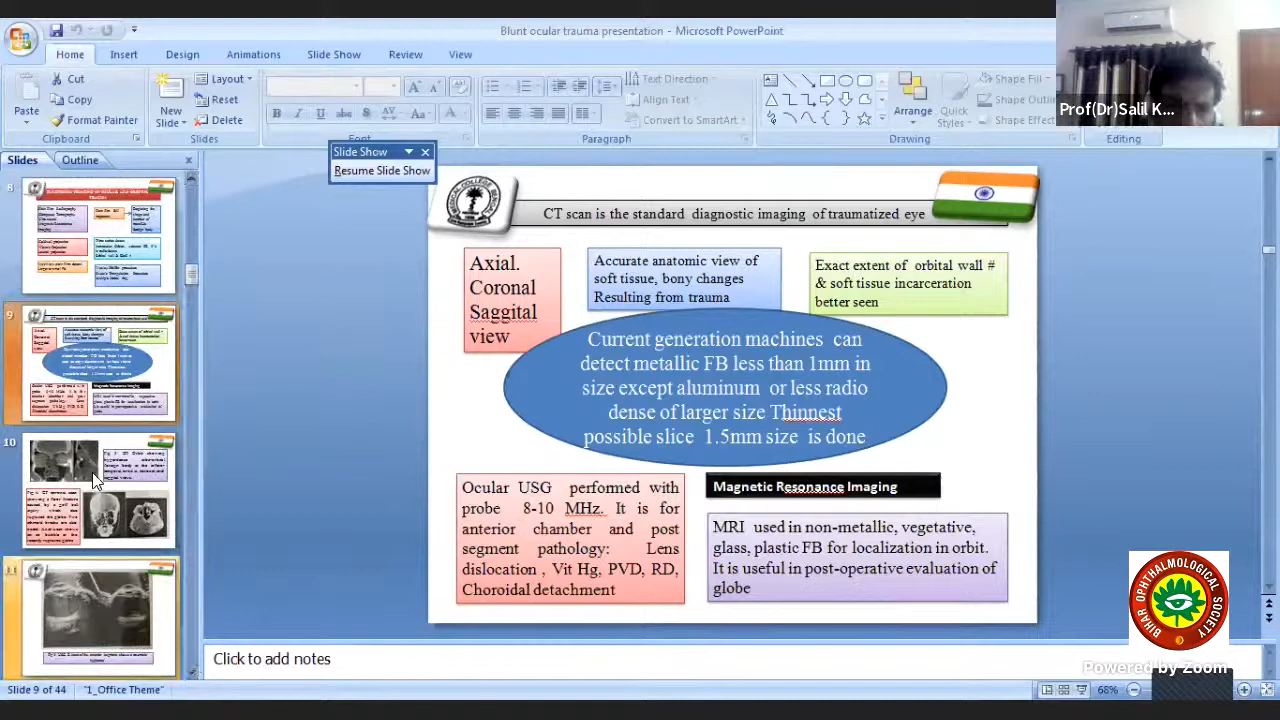 Blunt ocular trauma presentation - Microsoft PowerPoint
Home Insert Design Animations Slide Show Review View
Cut
Copy
Format Painter
Paste
Clipboard
New
Slide
Layout
Reset
Delete
Slides
Font
Text Direction
Align Text
Convert to SmartArt
Paragraph
Arrange
Quick
Styles
Shape Fill
Shape Outli
Drawing
Editing
Prof(Dr)Salil K...
Slides Outline
Slide Show
Resume Slide Show
8
9
10
11
CT scan is the standard diagnostic imaging of traumatized eye
Axial.
Coronal
Saggital
view
Accurate anatomic view of
soft tissue, bony changes
Resulting from trauma
Exact extent of orbital wall #
& soft tissue incarceration
better seen
Current generation machines can
detect metallic FB less than 1mm in
size except aluminum or less radio
dense of larger size Thinnest
possible slice 1.5mm size is done
Ocular USG performed with
probe 8-10 MHz. It is for
anterior chamber and post
segment pathology: Lens
dislocation , Vit Hg, PVD, RD,
Choroidal detachment
Magnetic Resonance Imaging
MRI used in non-metallic, vegetative,
glass, plastic FB for localization in orbit.
It is useful in post-operative evaluation of
globe
BIHAR OPHTHALMOLOGICAL SOCIETY
Powered by Zoom
Click to add notes
Slide 9 of 44 "1_Office Theme" 68%